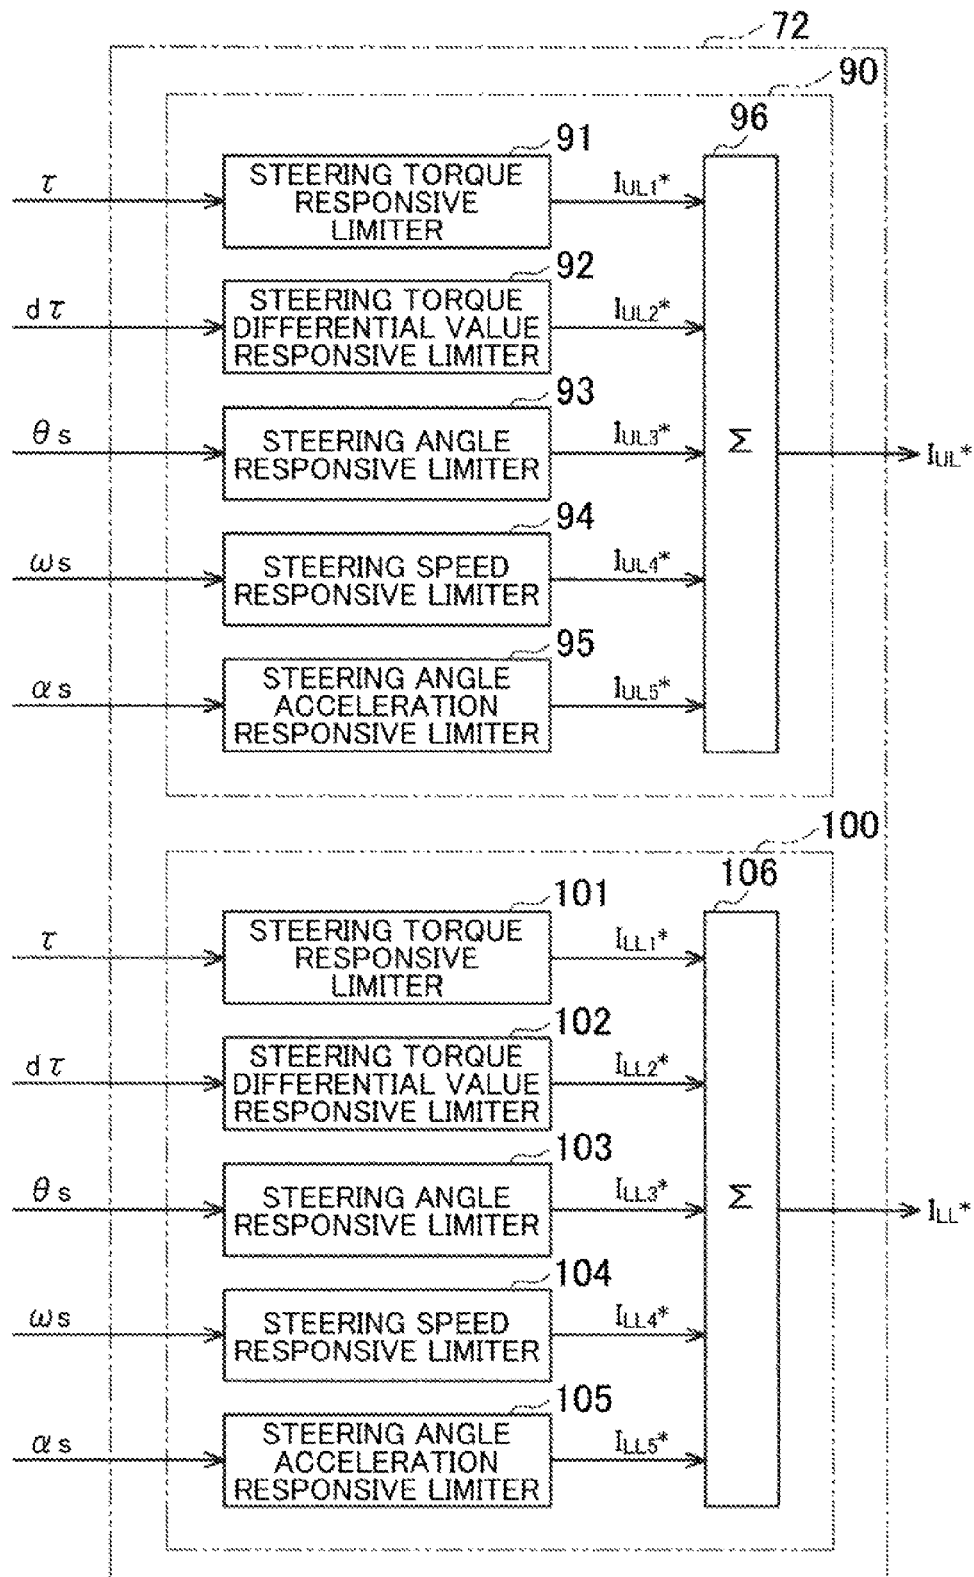 72
90
91
96
τ
STEERING TORQUE
RESPONSIVE
LIMITER
IUL1*
92
dτ
STEERING TORQUE
DIFFERENTIAL VALUE
RESPONSIVE LIMITER
IUL2*
93
θs
STEERING ANGLE
RESPONSIVE LIMITER
IUL3*
Σ
IUL*
94
ωs
STEERING SPEED
RESPONSIVE LIMITER
IUL4*
95
αs
STEERING ANGLE
ACCELERATION
RESPONSIVE LIMITER
IUL5*
100
101
106
τ
STEERING TORQUE
RESPONSIVE
LIMITER
ILL1*
102
dτ
STEERING TORQUE
DIFFERENTIAL VALUE
RESPONSIVE LIMITER
ILL2*
103
θs
STEERING ANGLE
RESPONSIVE LIMITER
ILL3*
Σ
ILL*
104
ωs
STEERING SPEED
RESPONSIVE LIMITER
ILL4*
105
αs
STEERING ANGLE
ACCELERATION
RESPONSIVE LIMITER
ILL5*